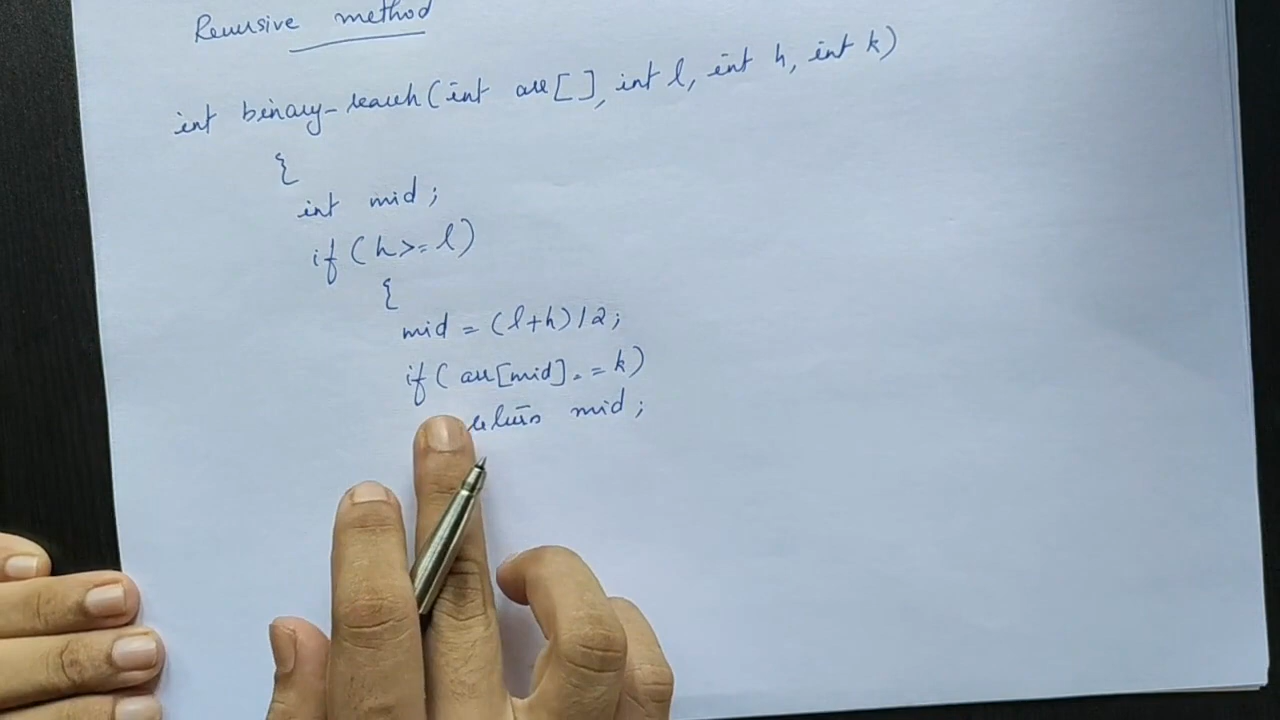 Recursive method
int binary-search(int arr[], int l, int h, int k)
{
int mid;
if(h>=l)
{
mid = (l+h)/2;
if(arr[mid]==k)
return mid;